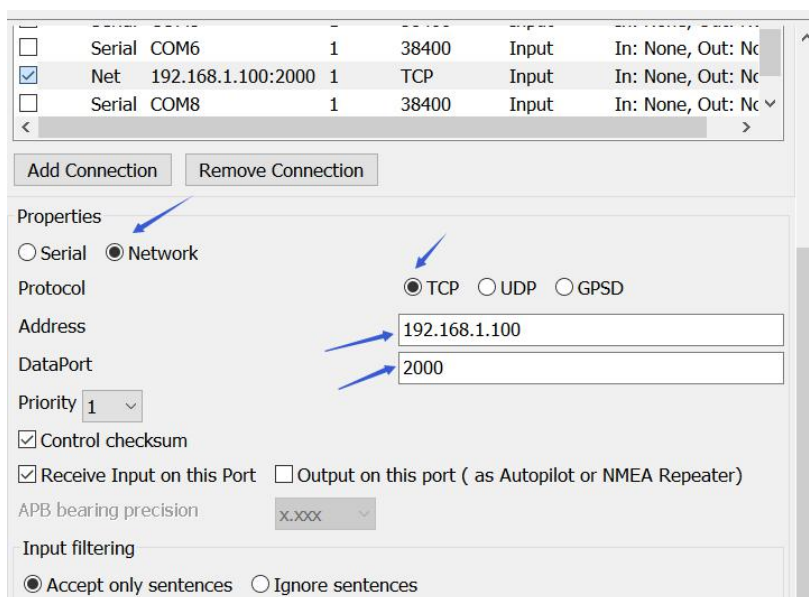 Serial COM6 1 38400 Input In: None, Out: No
Net 192.168.1.100:2000 1 TCP Input In: None, Out: No
Serial COM8 1 38400 Input In: None, Out: No
Add Connection Remove Connection
Properties
Serial Network
Protocol TCP UDP GPSD
Address 192.168.1.100
DataPort 2000
Priority 1
Control checksum
Receive Input on this Port Output on this port ( as Autopilot or NMEA Repeater)
APB bearing precision x.xxx
Input filtering
Accept only sentences Ignore sentences